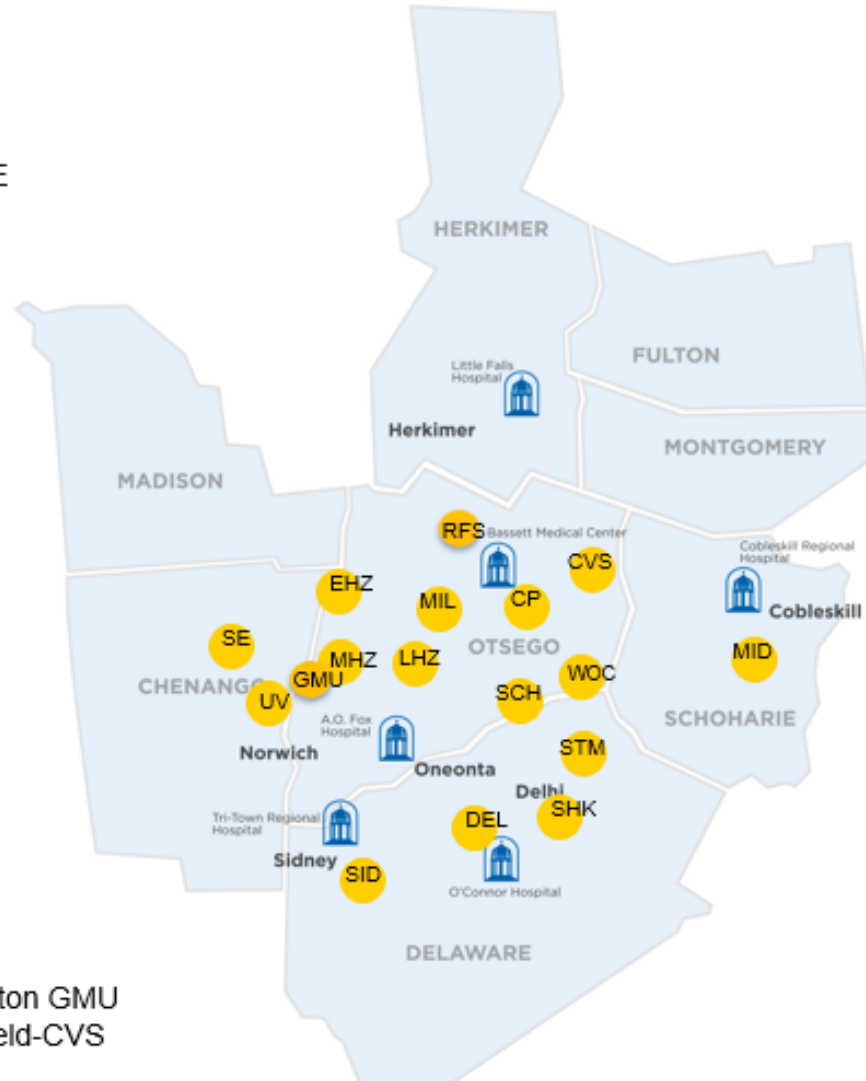 E
HERKIMER
FULTON
Little Falls
Hospital
Herkimer
MONTGOMERY
MADISON
RFS
Bassett Medical Center
CVS
Cobleskill Regional
Hospital
Cobleskill
EHZ
MIL
CP
SE
OTSEGO
MHZ
LHZ
MID
GMU
CHENANGO
WOC
UV
SCH
SCHOHARIE
A.O. Fox
Hospital
Norwich
STM
Oneonta
Delhi
SHK
Tri-Town Regional
Hospital
DEL
Sidney
SID
O'Connor Hospital
DELAWARE
ton GMU
eld-CVS